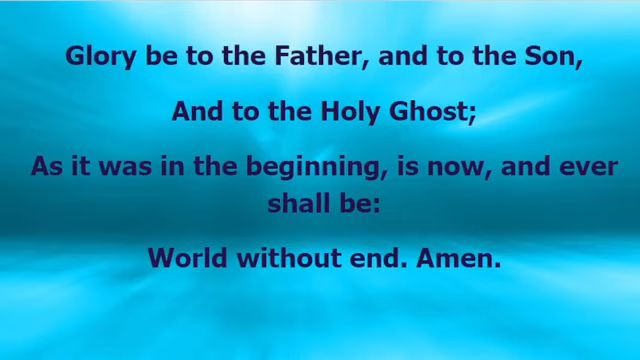 Glory be to the Father, and to the Son,
And to the Holy Ghost;
As it was in the beginning, is now, and ever
shall be:
World without end. Amen.